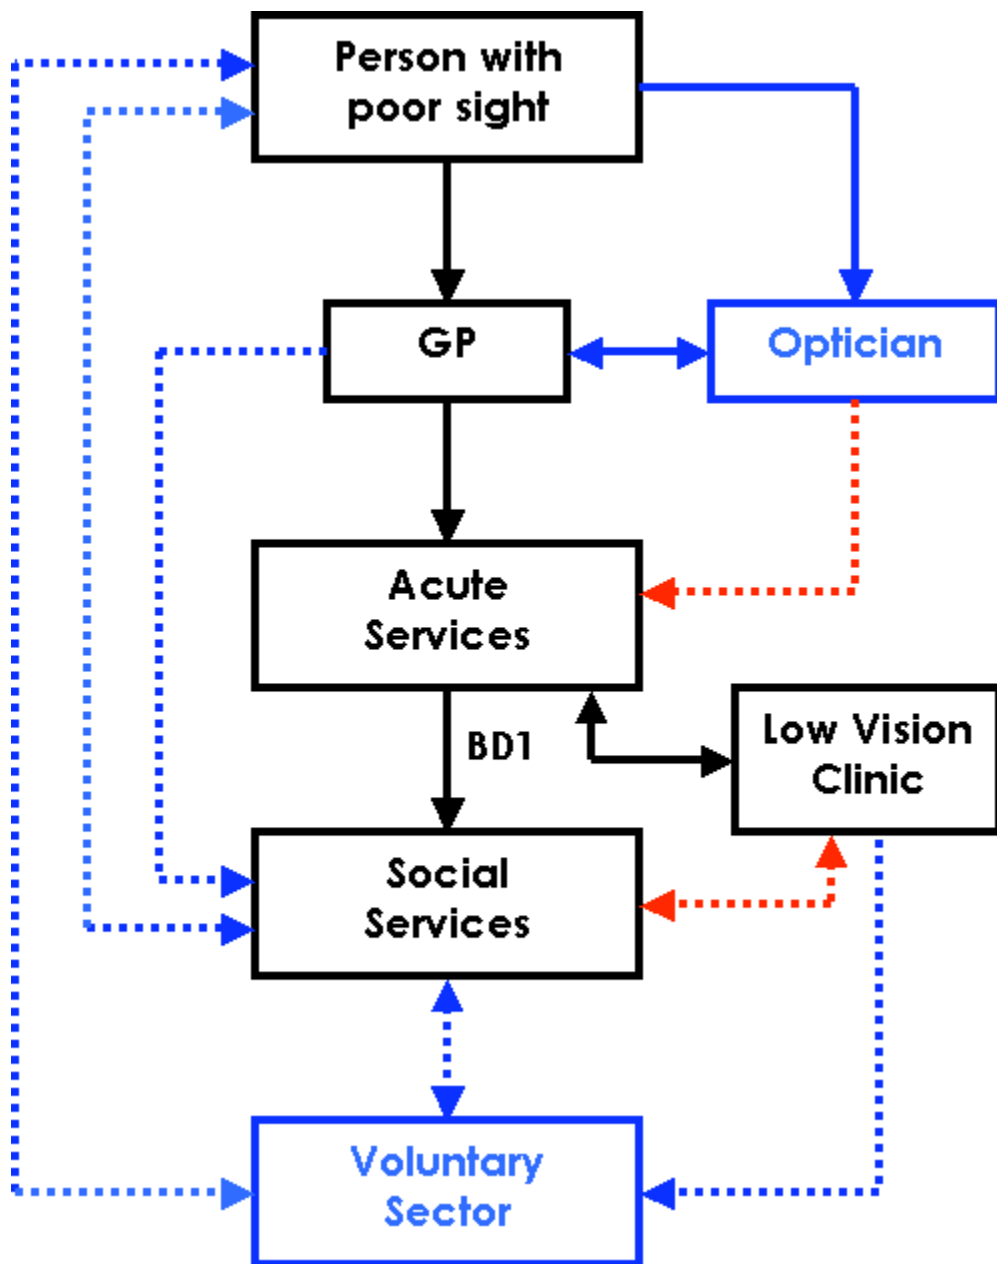 Person with
poor sight
GP
Optician
Acute
Services
BD1
Low Vision
Clinic
Social
Services
Voluntary
Sector